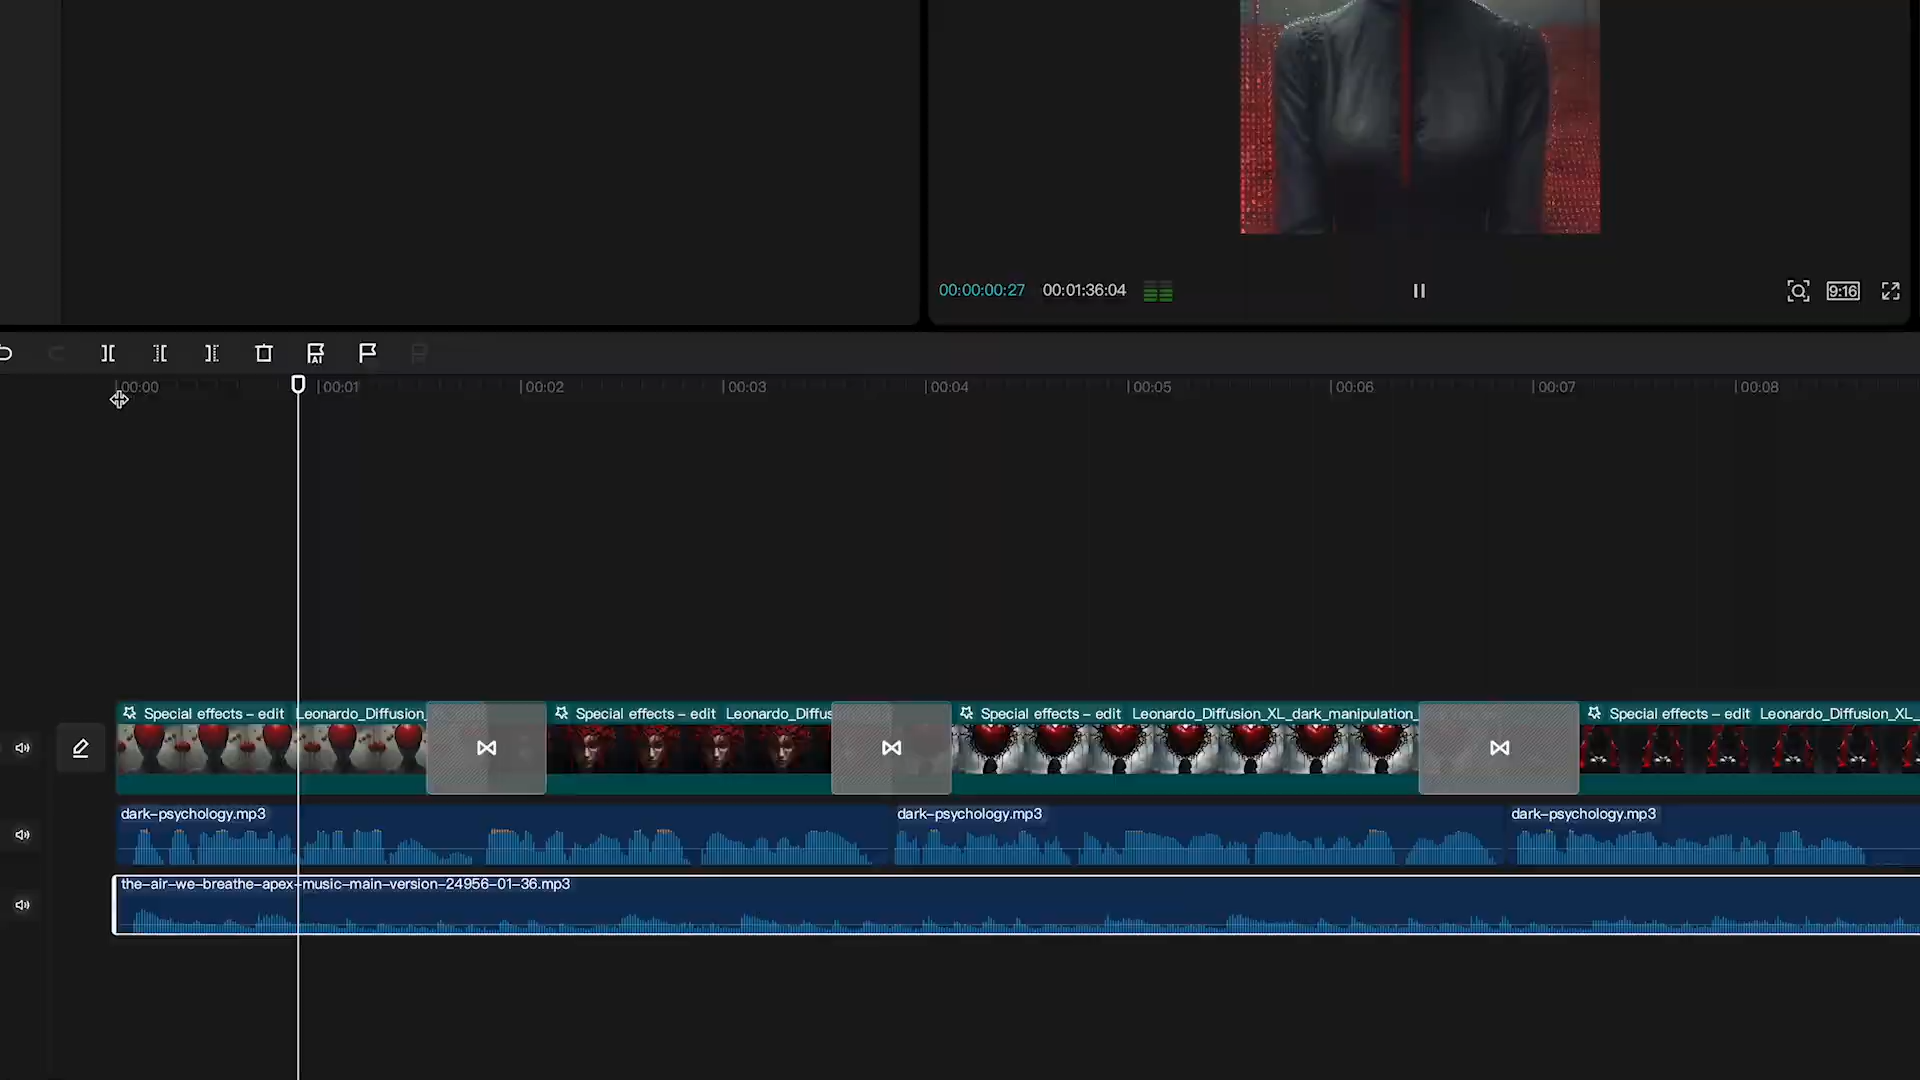 00:00:00:27 00:01:36:04
9:16
AI
00:00 00:01 00:02 00:03 00:04 00:05 00:06 00:07 00:08
Special effects – edit Leonardo_Diffusion_ Special effects – edit Leonardo_Diffus Special effects – edit Leonardo_Diffusion_XL_dark_manipulation_ Special effects – edit Leonardo_Diffusion_XL_
dark-psychology.mp3 dark-psychology.mp3 dark-psychology.mp3
the-air-we-breathe-apex-music-main-version-24956-01-36.mp3